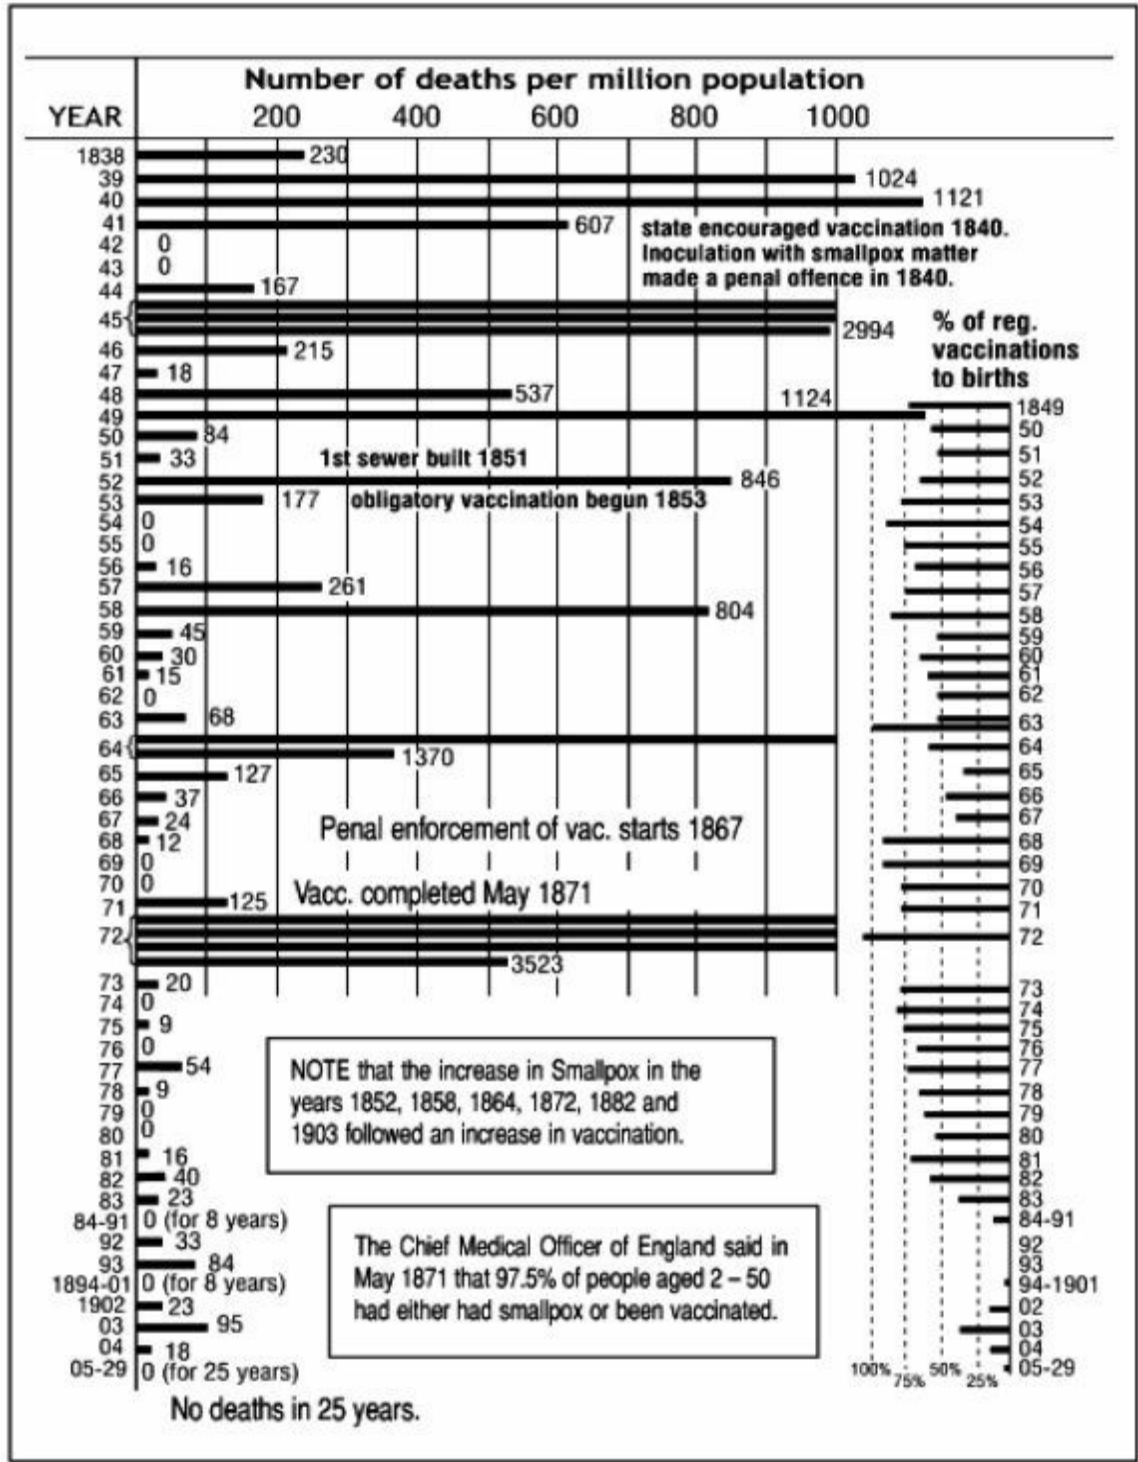 Number of deaths per million population
YEAR 200 400 600 800 1000
1838 230
39 1024
40 1121
41 607
state encouraged vaccination 1840.
Inoculation with smallpox matter
made a penal offence in 1840.
42 0
43 0
44 167
45 2994
% of reg.
vaccinations
to births
46 215
47 18
48 537
49 1124 1849
50 84 50
51 33 1st sewer built 1851 51
52 846 52
53 177 obligatory vaccination begun 1853 53
54 0 54
55 0 55
56 16 56
57 261 57
58 804 58
59 45 59
60 30 60
61 15 61
62 0 62
63 68 63
64 1370 64
65 127 65
66 37 66
67 24 Penal enforcement of vac. starts 1867 67
68 12 68
69 0 69
70 0 70
71 125 Vacc. completed May 1871 71
72 3523 72
73 20 73
74 0 74
75 9 75
76 0 76
77 54 77
78 9 78
79 0 79
80 0 80
NOTE that the increase in Smallpox in the
years 1852, 1858, 1864, 1872, 1882 and
1903 followed an increase in vaccination.
81 16 81
82 40 82
83 23 83
84-91 0 (for 8 years) 84-91
92 33 92
93 84 93
1894-01 0 (for 8 years) 94-1901
1902 23 02
03 95 03
04 18 04
05-29 0 (for 25 years) 05-29
The Chief Medical Officer of England said in
May 1871 that 97.5% of people aged 2 – 50
had either had smallpox or been vaccinated.
100% 75% 50% 25%
No deaths in 25 years.